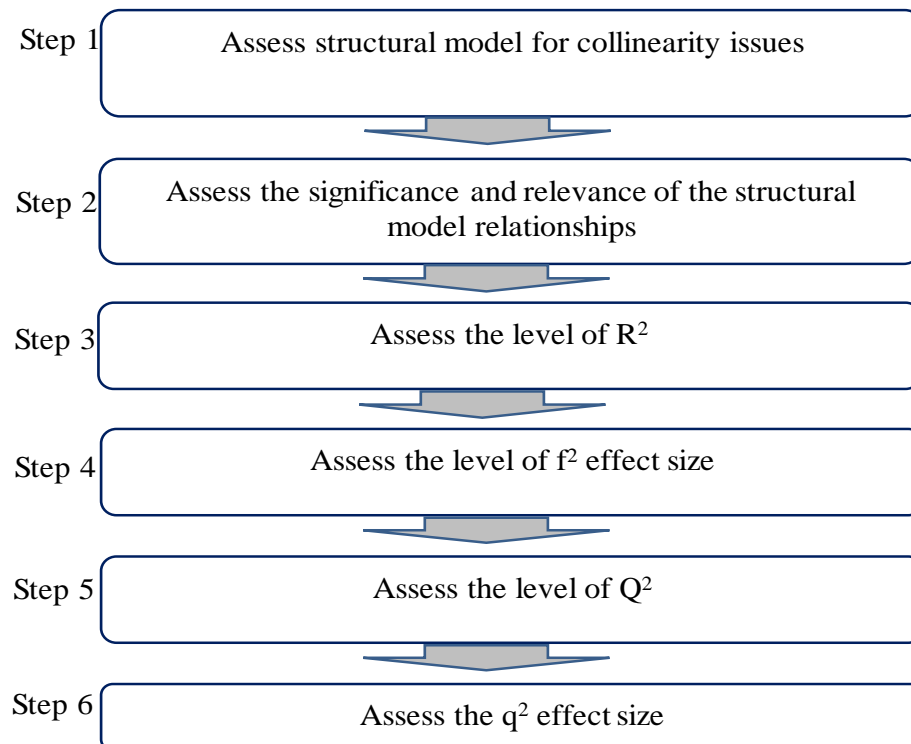 Step 1
Assess structural model for collinearity issues
Step 2
Assess the significance and relevance of the structural
model relationships
Step 3
Assess the level of R²
Step 4
Assess the level of f² effect size
Step 5
Assess the level of Q²
Step 6
Assess the q² effect size